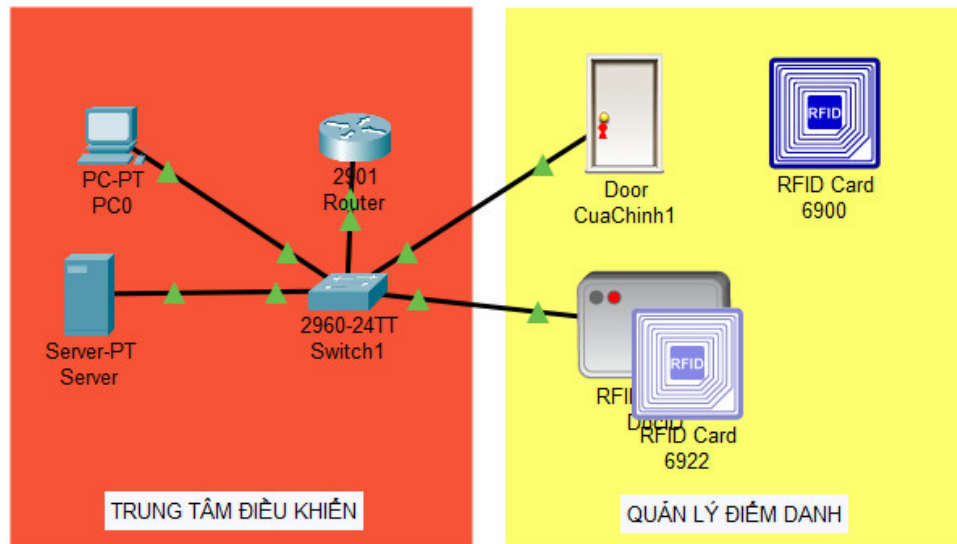 PC-PT
PC0
2901
Router
Server-PT
Server
2960-24TT
Switch1
TRUNG TÂM ĐIỀU KHIỂN
Door
CuaChinh1
RFID
RFID Card
6900
RFID
RFID Card
6922
QUẢN LÝ ĐIỂM DANH